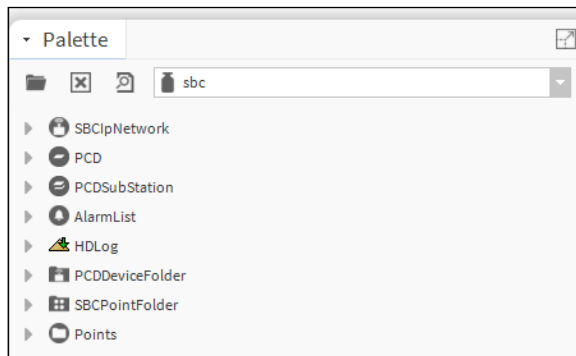 Palette
sbc
SBCIpNetwork
PCD
PCDSubStation
AlarmList
HDLog
PCDDeviceFolder
SBCPointFolder
Points